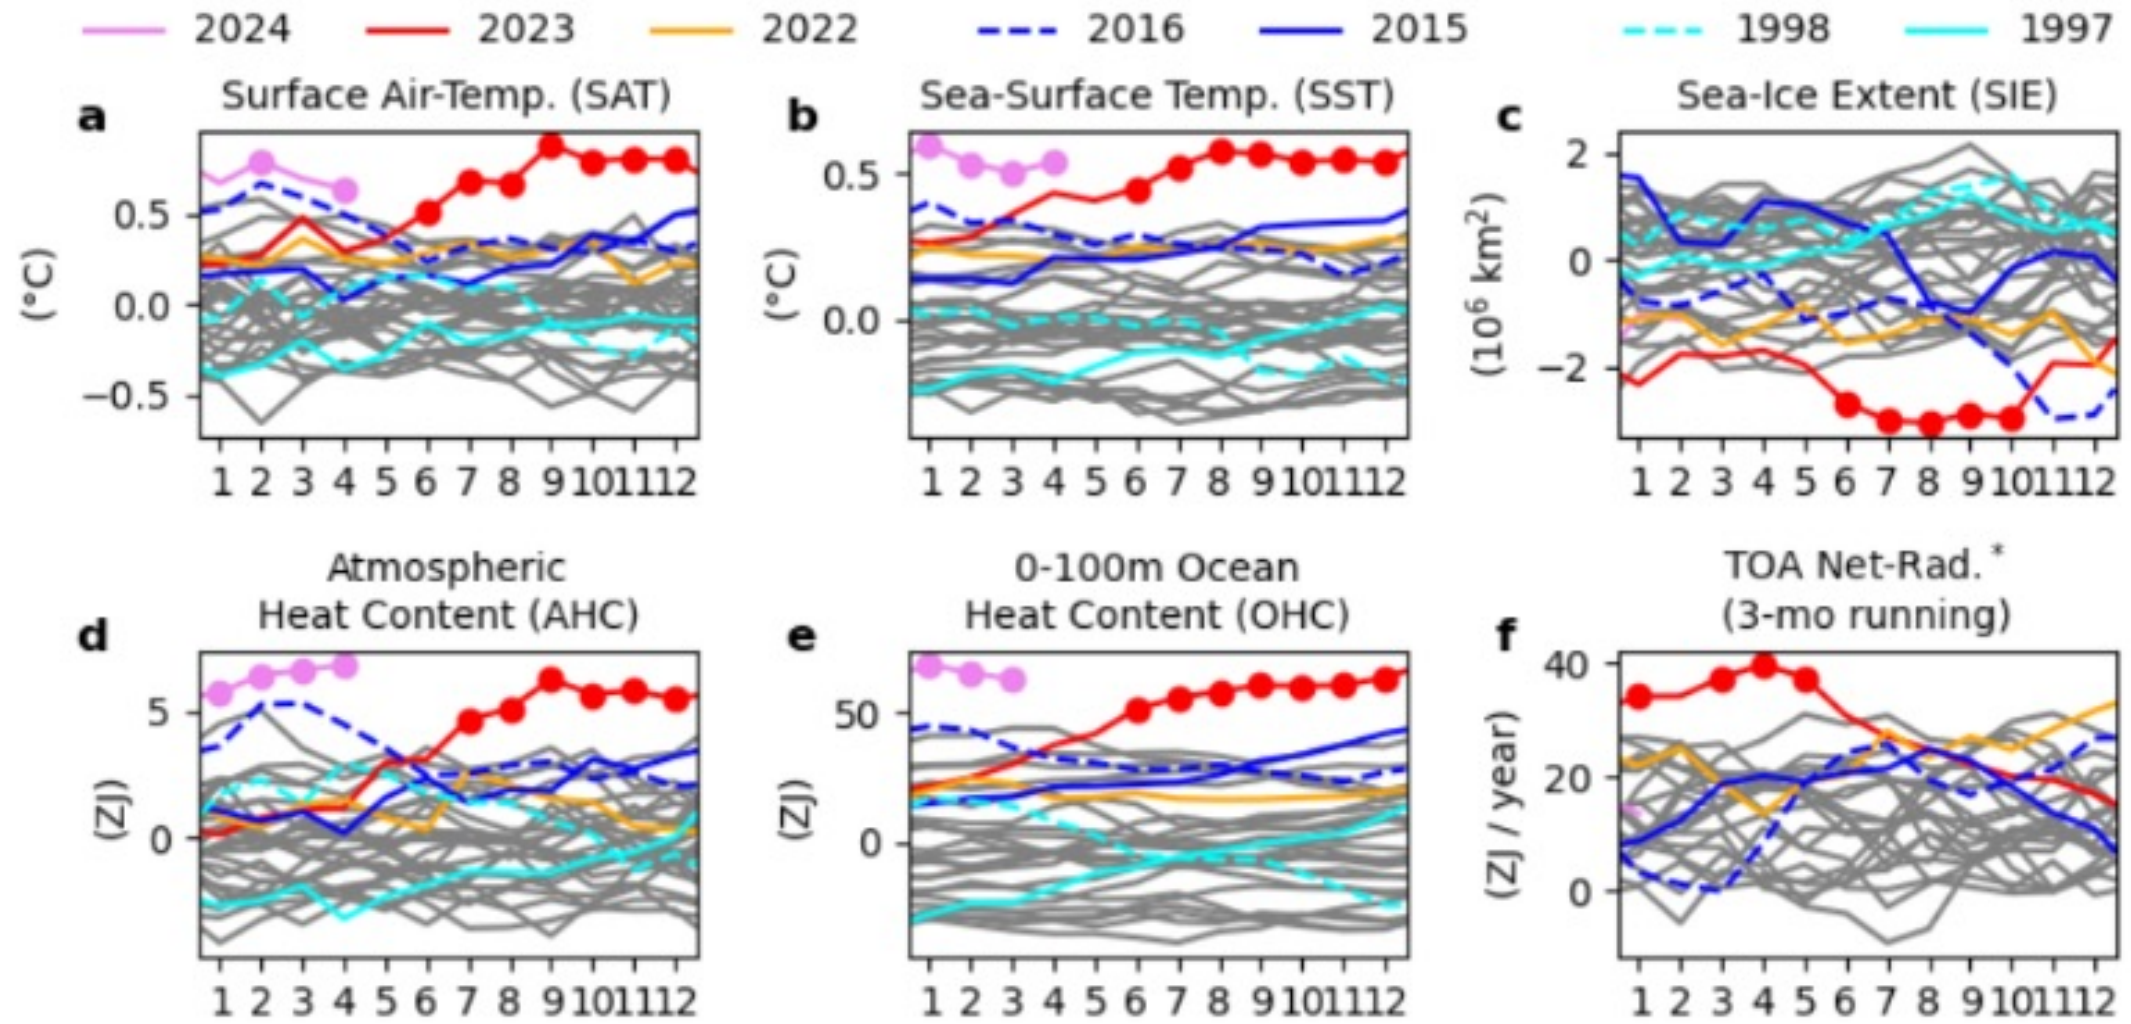 2024 2023 2022 2016 2015 1998 1997
a Surface Air-Temp. (SAT)
(°C)
0.5
0.0
−0.5
1 2 3 4 5 6 7 8 9 10 11 12
b Sea-Surface Temp. (SST)
(°C)
0.5
0.0
1 2 3 4 5 6 7 8 9 10 11 12
c Sea-Ice Extent (SIE)
(10⁶ km²)
2
0
−2
1 2 3 4 5 6 7 8 9 10 11 12
d Atmospheric
Heat Content (AHC)
(ZJ)
5
0
1 2 3 4 5 6 7 8 9 10 11 12
e 0-100m Ocean
Heat Content (OHC)
(ZJ)
50
0
1 2 3 4 5 6 7 8 9 10 11 12
f TOA Net-Rad. *
(3-mo running)
(ZJ / year)
40
20
0
1 2 3 4 5 6 7 8 9 10 11 12